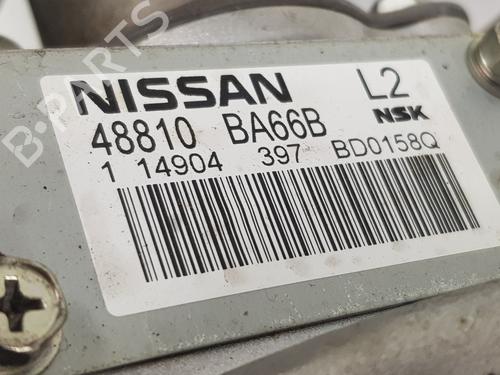 NISSAN L2
48810 BA66B NSK
1 14904 397 BD0158Q
B-PARTS